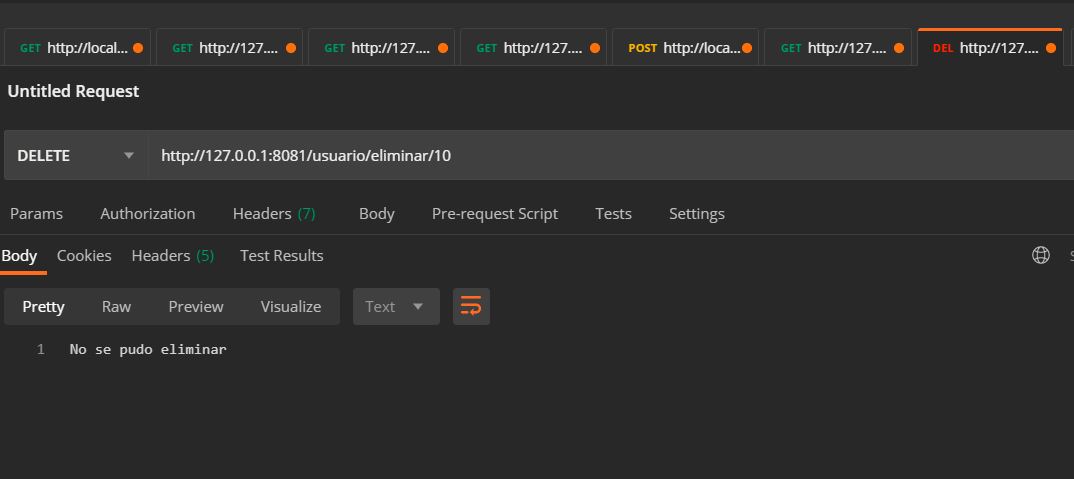 GET http://local... GET http://127.... GET http://127.... GET http://127.... POST http://loca... GET http://127.... DEL http://127....
Untitled Request
DELETE http://127.0.0.1:8081/usuario/eliminar/10
Params Authorization Headers (7) Body Pre-request Script Tests Settings
Body Cookies Headers (5) Test Results
Pretty Raw Preview Visualize Text
1 No se pudo eliminar